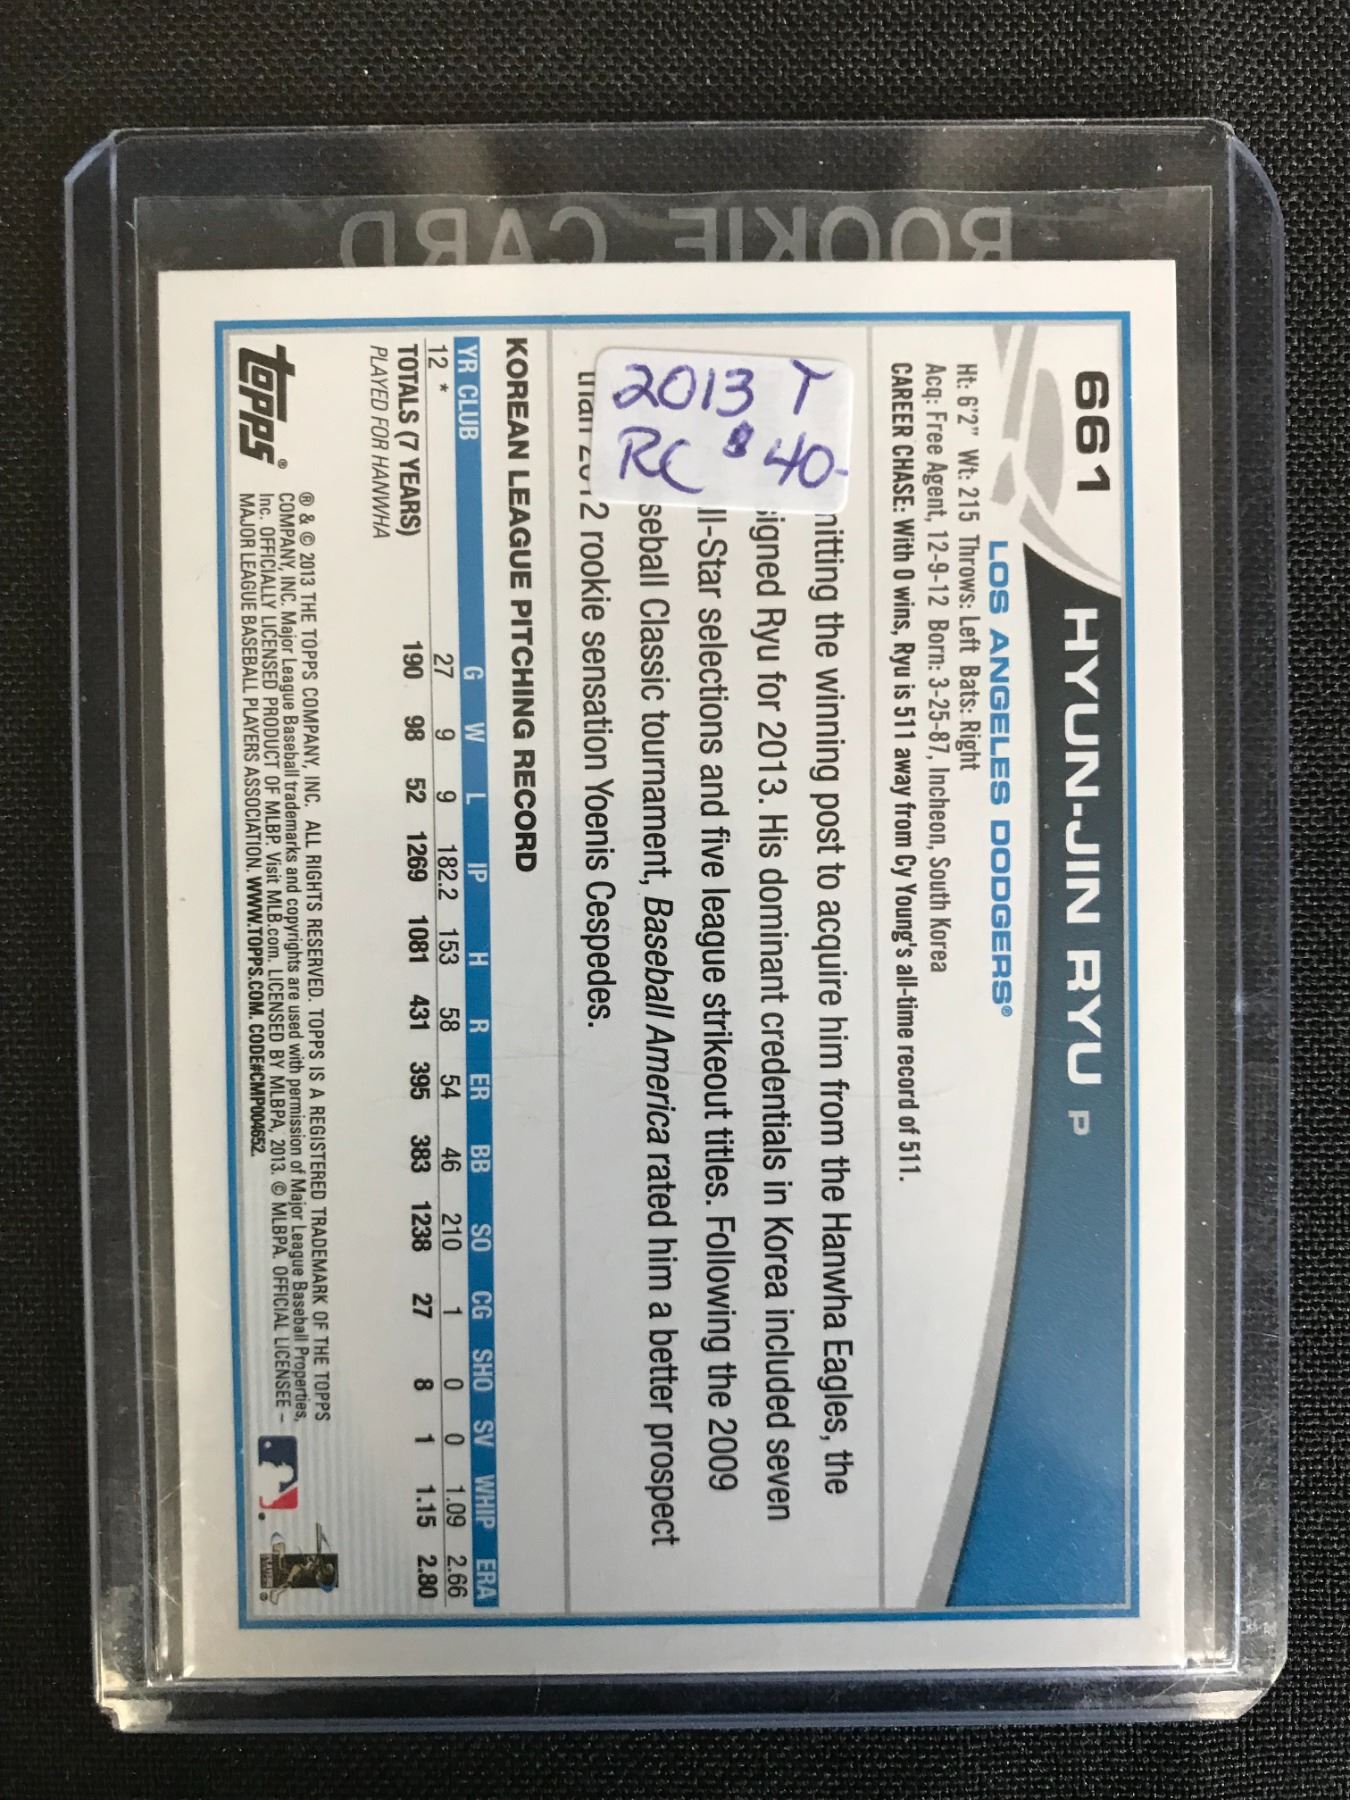 ROOKIE CARD
661
HYUN-JIN RYU P
LOS ANGELES DODGERS®
Ht: 6'2" Wt: 215 Throws: Left Bats: Right
Acq: Free Agent, 12-9-12 Born: 3-25-87, Incheon, South Korea
CAREER CHASE: With 0 wins, Ryu is 511 away from Cy Young's all-time record of 511.
2013 T
RC $40-
hitting the winning post to acquire him from the Hanwha Eagles, the
signed Ryu for 2013. His dominant credentials in Korea included seven
ll-Star selections and five league strikeout titles. Following the 2009
seball Classic tournament, Baseball America rated him a better prospect
than 2012 rookie sensation Yoenis Cespedes.
KOREAN LEAGUE PITCHING RECORD
YR CLUB G W L IP H R ER BB SO CG SHO SV WHIP ERA
12 * 27 9 9 182.2 153 58 54 46 210 1 0 0 1.09 2.66
TOTALS (7 YEARS) 190 98 52 1269 1081 431 395 383 1238 27 8 1 1.15 2.80
PLAYED FOR HANWHA
topps®
® & © 2013 THE TOPPS COMPANY, INC. ALL RIGHTS RESERVED. TOPPS IS A REGISTERED TRADEMARK OF THE TOPPS
COMPANY, INC. Major League Baseball trademarks and copyrights are used with permission of Major League Baseball Properties,
Inc. OFFICIALLY LICENSED PRODUCT OF MLBP. Visit MLB.com. LICENSED BY MLBPA, 2013. © MLBPA. OFFICIAL LICENSEE –
MAJOR LEAGUE BASEBALL PLAYERS ASSOCIATION. WWW.TOPPS.COM. CODE#CMP004652.